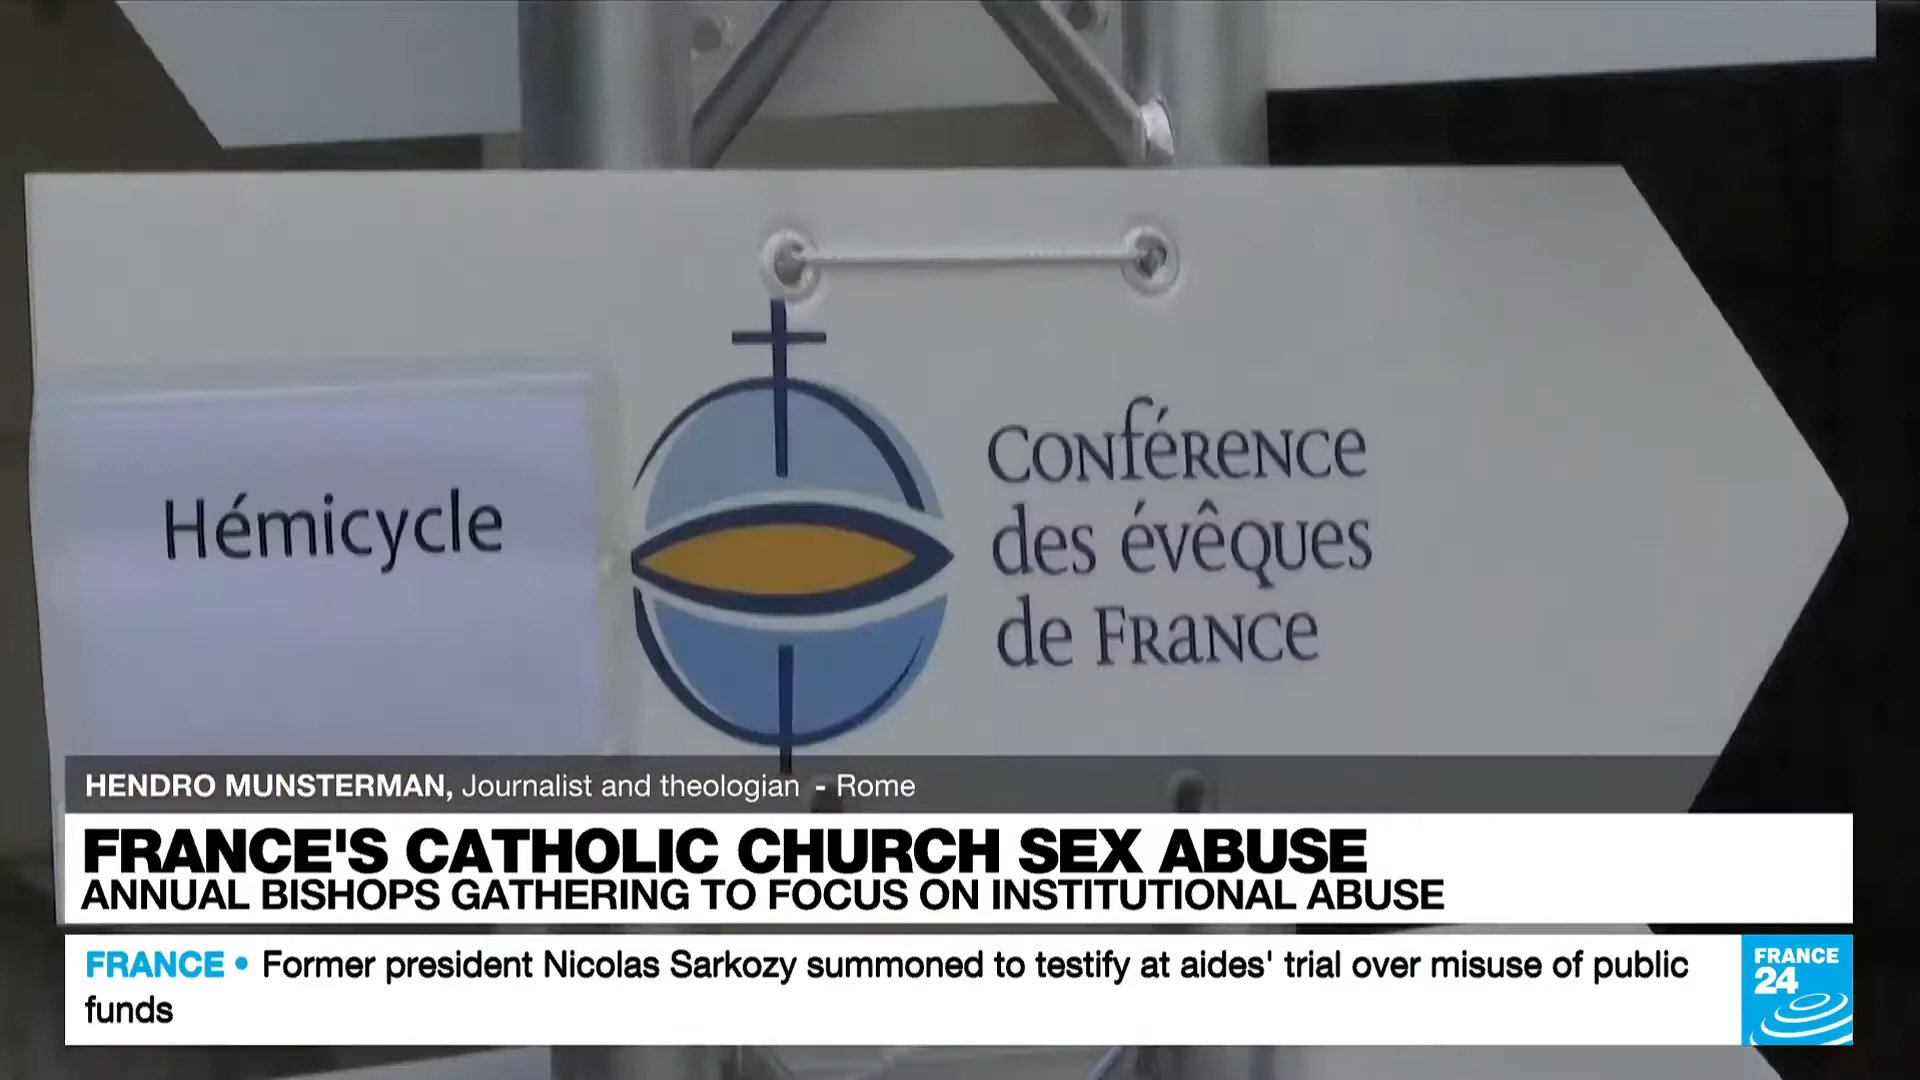 Hémicycle
Conférence
des évêques
de France
HENDRO MUNSTERMAN, Journalist and theologian - Rome
FRANCE'S CATHOLIC CHURCH SEX ABUSE
ANNUAL BISHOPS GATHERING TO FOCUS ON INSTITUTIONAL ABUSE
FRANCE • Former president Nicolas Sarkozy summoned to testify at aides' trial over misuse of public
funds
FRANCE
24